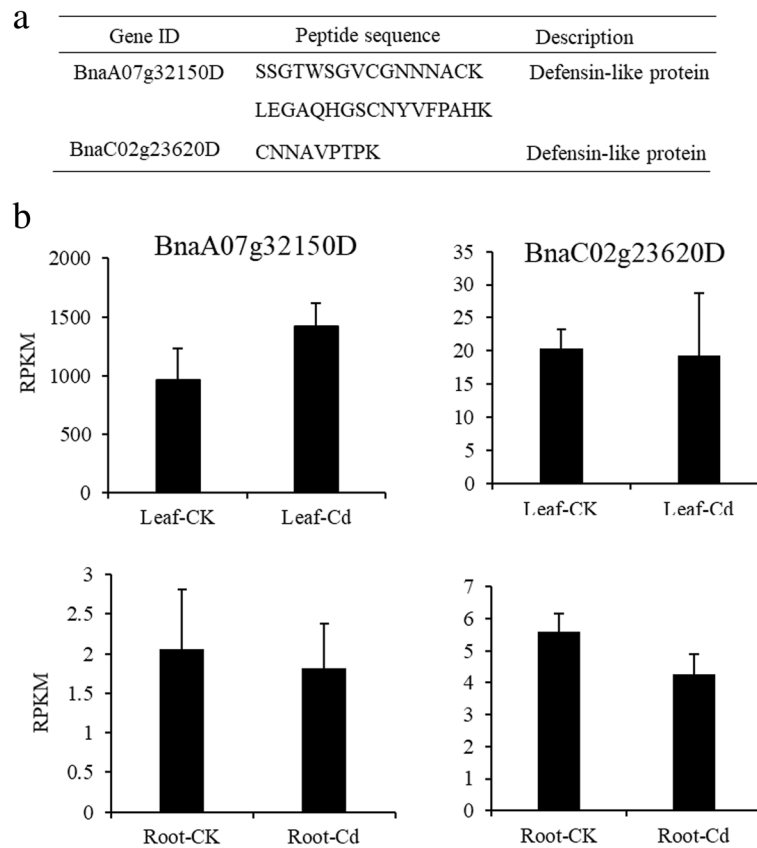 a
Gene ID Peptide sequence Description
BnaA07g32150D SSGTWSGVCGNNNACK Defensin-like protein
LEGAQHGSCNYVFPAHK
BnaC02g23620D CNNAVPTPK Defensin-like protein
b
BnaA07g32150D
RPKM
2000
1500
1000
500
0
Leaf-CK Leaf-Cd
BnaC02g23620D
35
30
25
20
15
10
5
0
Leaf-CK Leaf-Cd
RPKM
3
2.5
2
1.5
1
0.5
0
Root-CK Root-Cd
7
6
5
4
3
2
1
0
Root-CK Root-Cd